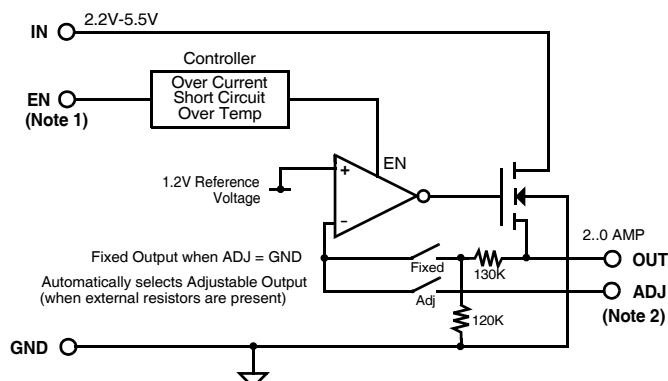 IN
2.2V-5.5V
Controller
Over Current
Short Circuit
Over Temp
EN
(Note 1)
EN
+
1.2V Reference
Voltage
–
2..0 AMP
Fixed Output when ADJ = GND
Fixed
130K
OUT
Automatically selects Adjustable Output
(when external resistors are present)
Adj
ADJ
(Note 2)
120K
GND